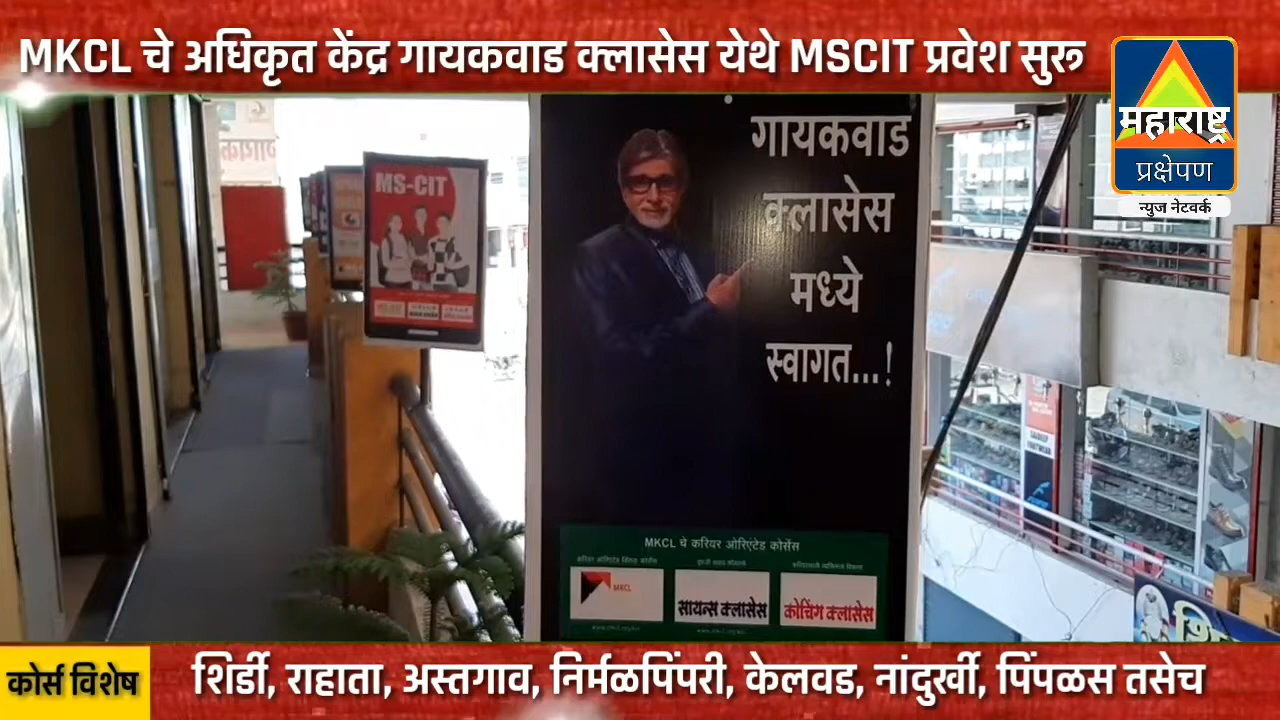 MKCL चे अधिकृत केंद्र गायकवाड क्लासेस येथे MSCIT प्रवेश सुरू
महाराष्ट्र
प्रक्षेपण
न्युज नेटवर्क
MS-CIT
गायकवाड
क्लासेस
मध्ये
स्वागत...!
MKCL चे करियर ओरिएंटेड कोर्सेस
MKCL
सायन्स क्लासेस
कोचिंग क्लासेस
कोर्स विशेष
शिर्डी, राहाता, अस्तगाव, निर्मळपिंपरी, केलवड, नांदुर्खी, पिंपळस तसेच